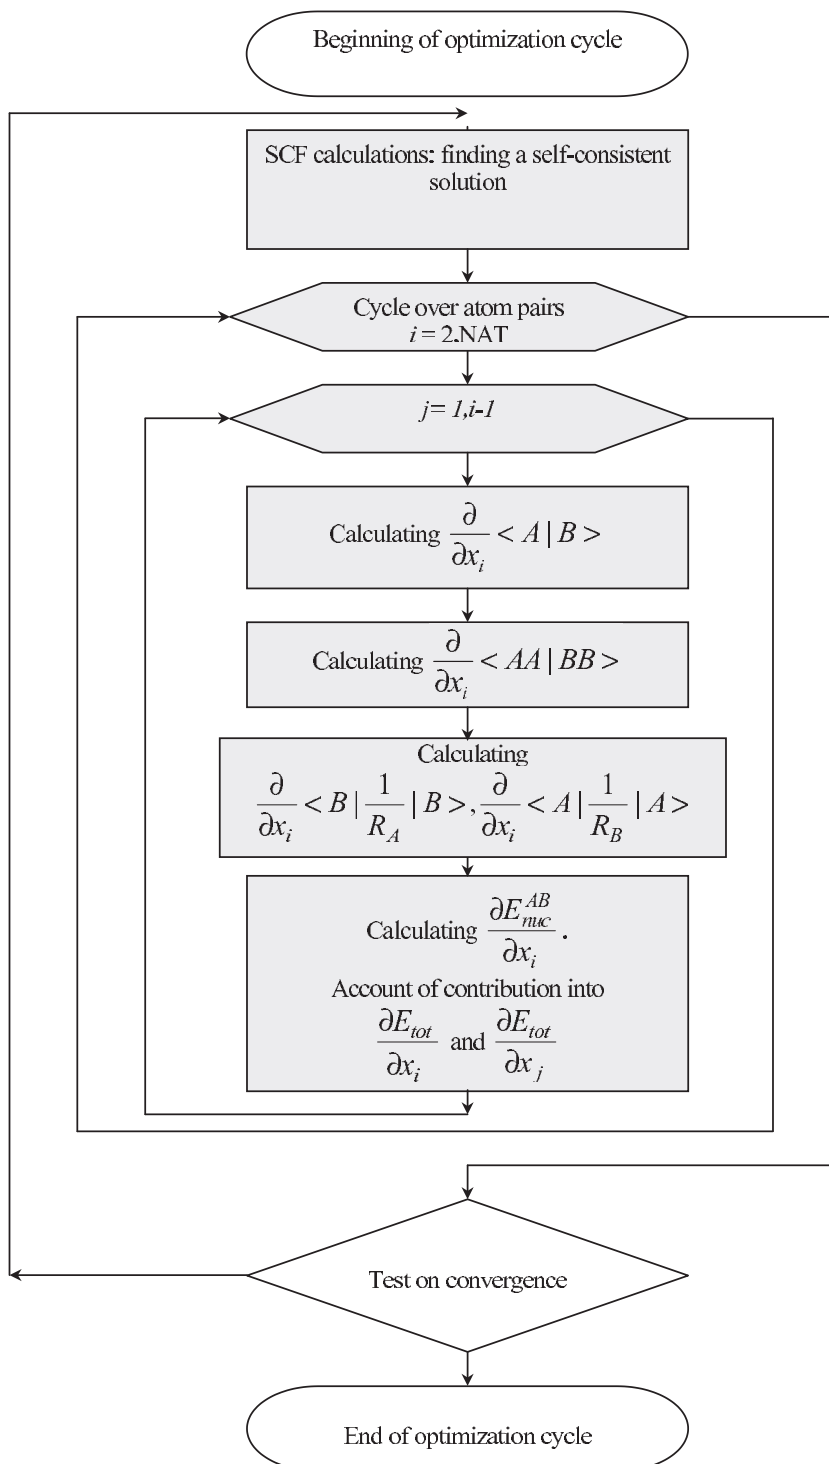 Beginning of optimization cycle
SCF calculations: finding a self-consistent
solution
Cycle over atom pairs
i = 2,NAT
j= 1,i-1
Calculating ∂/∂x_i < A | B >
Calculating ∂/∂x_i < AA | BB >
Calculating
∂/∂x_i < B | 1/R_A | B >, ∂/∂x_i < A | 1/R_B | A >
Calculating ∂E_nuc^AB/∂x_i .
Account of contribution into
∂E_tot/∂x_i and ∂E_tot/∂x_j
Test on convergence
End of optimization cycle